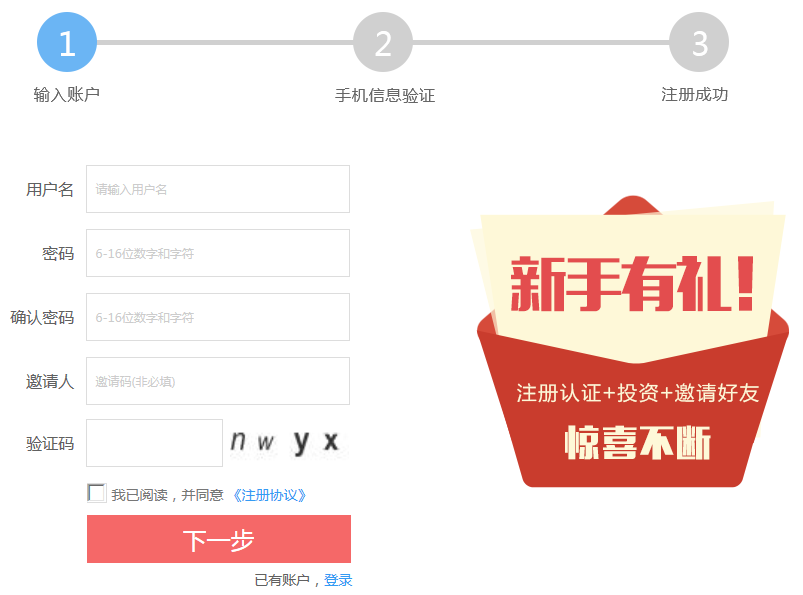 1 2 3
输入账户 手机信息验证 注册成功
用户名 请输入用户名
密码 6-16位数字和字符
确认密码 6-16位数字和字符
邀请人 邀请码(非必填)
验证码 n w y x
我已阅读，并同意《注册协议》
下一步
已有账户，登录
新手有礼！
注册认证+投资+邀请好友
惊喜不断